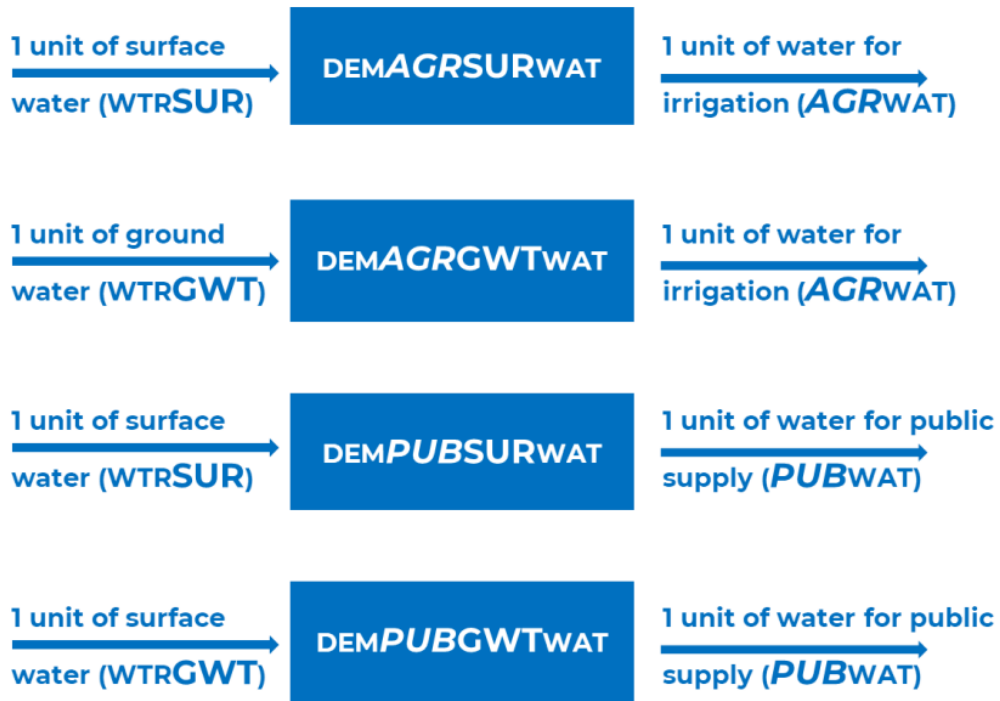 1 unit of surface
water (WTRSUR)
DEMAGRSURWAT
1 unit of water for
irrigation (AGRWAT)
1 unit of ground
water (WTRGWT)
DEMAGRGWTWAT
1 unit of water for
irrigation (AGRWAT)
1 unit of surface
water (WTRSUR)
DEMPUBSURWAT
1 unit of water for public
supply (PUBWAT)
1 unit of surface
water (WTRGWT)
DEMPUBGWTWAT
1 unit of water for public
supply (PUBWAT)